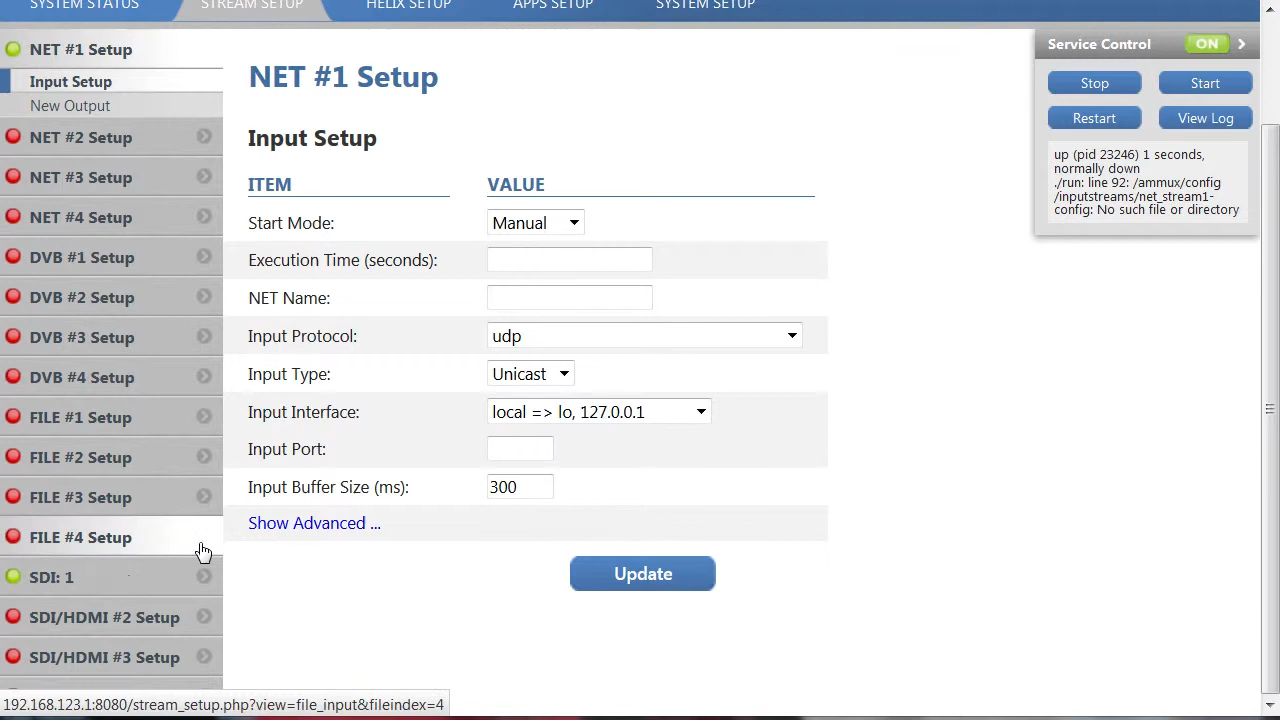 SYSTEM STATUS
STREAM SETUP
HELIX SETUP
APPS SETUP
SYSTEM SETUP
NET #1 Setup
Input Setup
New Output
NET #2 Setup
NET #3 Setup
NET #4 Setup
DVB #1 Setup
DVB #2 Setup
DVB #3 Setup
DVB #4 Setup
FILE #1 Setup
FILE #2 Setup
FILE #3 Setup
FILE #4 Setup
SDI: 1
SDI/HDMI #2 Setup
SDI/HDMI #3 Setup
NET #1 Setup
Input Setup
ITEM VALUE
Start Mode: Manual
Execution Time (seconds):
NET Name:
Input Protocol: udp
Input Type: Unicast
Input Interface: local => lo, 127.0.0.1
Input Port:
Input Buffer Size (ms): 300
Show Advanced ...
Update
Service Control ON
Stop Start
Restart View Log
up (pid 23246) 1 seconds,
normally down
./run: line 92: /ammux/config
/inputstreams/net_stream1-
config: No such file or directory
192.168.123.1:8080/stream_setup.php?view=file_input&fileindex=4